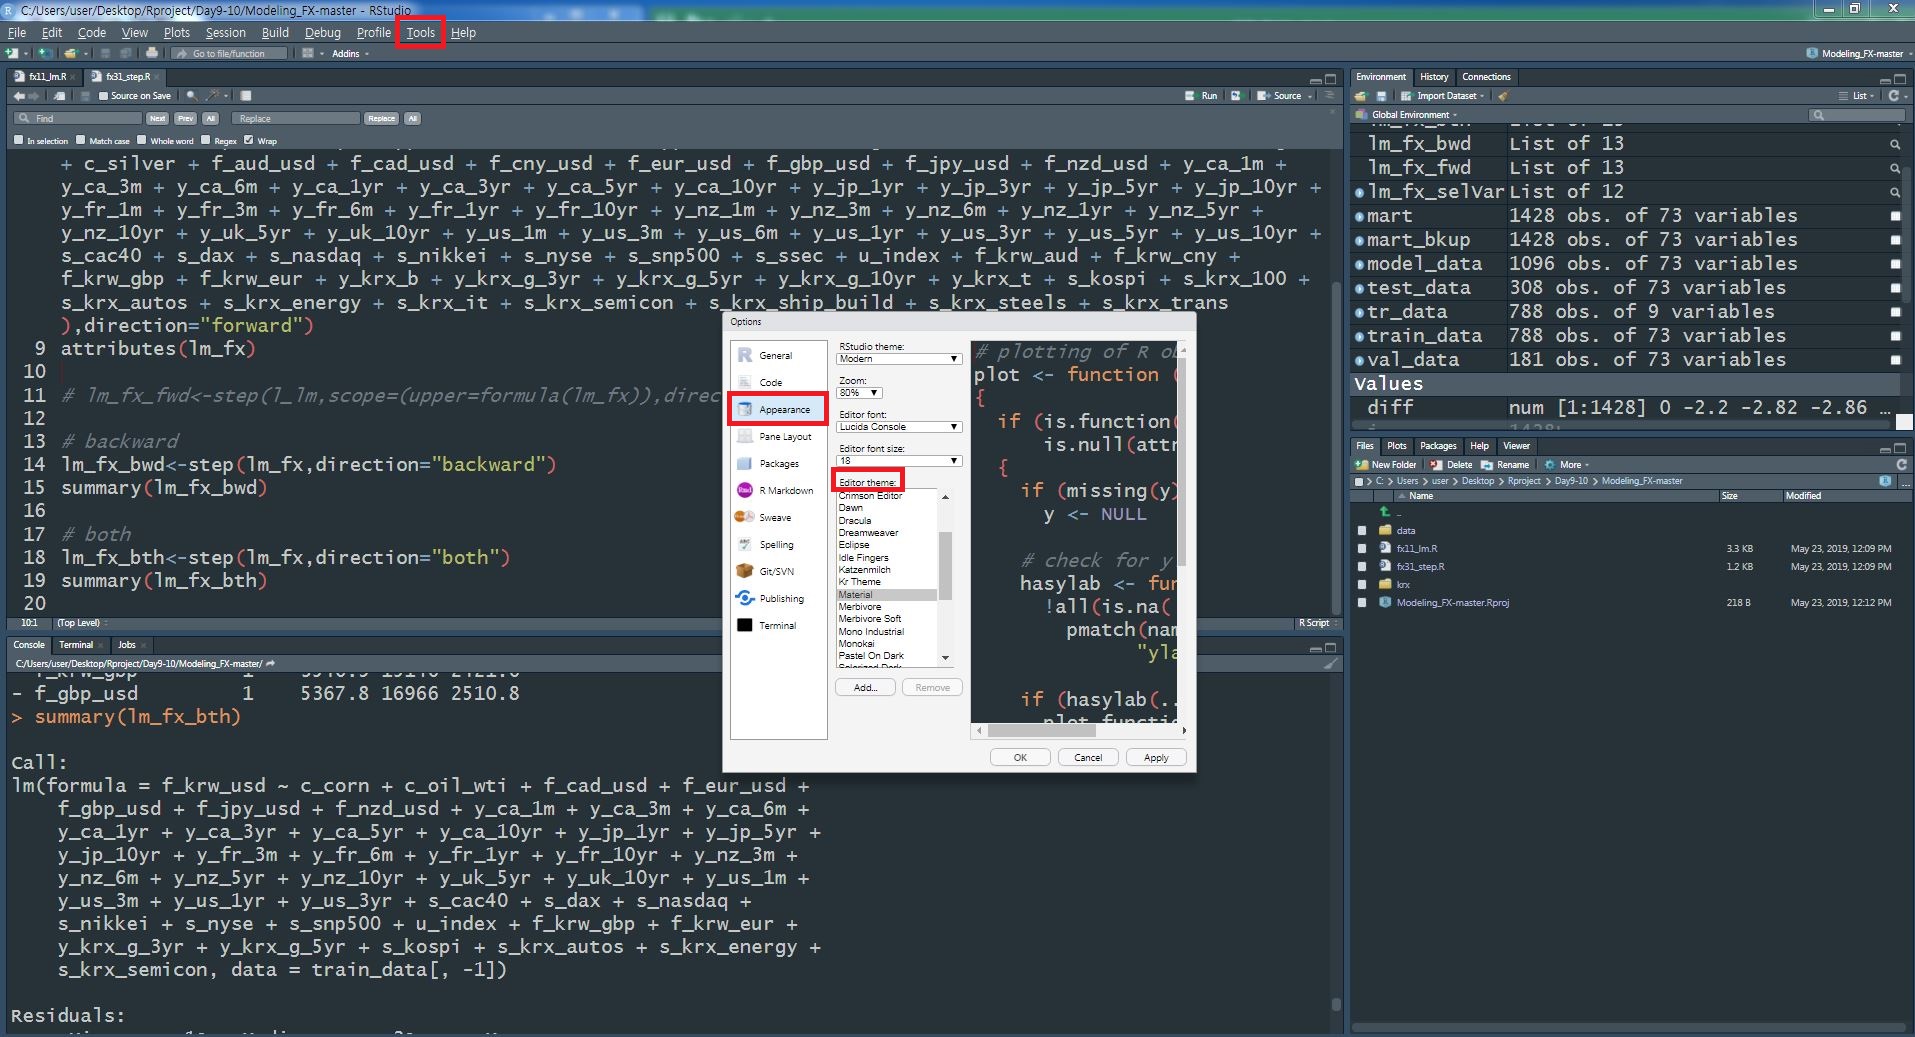 C:/Users/user/Desktop/Rproject/Day9-10/Modeling_FX-master - RStudio
File Edit Code View Plots Session Build Debug Profile Tools Help
Go to file/function Addins Modeling_FX-master
fx11_lm.R fx31_step.R
Source on Save Run Source
Find Next Prev All Replace Replace All
In selection Match case Whole word Regex Wrap
+ c_silver + f_aud_usd + f_cad_usd + f_cny_usd + f_eur_usd + f_gbp_usd + f_jpy_usd + f_nzd_usd + y_ca_1m +
y_ca_3m + y_ca_6m + y_ca_1yr + y_ca_3yr + y_ca_5yr + y_ca_10yr + y_jp_1yr + y_jp_3yr + y_jp_5yr + y_jp_10yr +
y_fr_1m + y_fr_3m + y_fr_6m + y_fr_1yr + y_fr_10yr + y_nz_1m + y_nz_3m + y_nz_6m + y_nz_1yr + y_nz_5yr +
y_nz_10yr + y_uk_5yr + y_uk_10yr + y_us_1m + y_us_3m + y_us_6m + y_us_1yr + y_us_3yr + y_us_5yr + y_us_10yr +
s_cac40 + s_dax + s_nasdaq + s_nikkei + s_nyse + s_snp500 + s_ssec + u_index + f_krw_aud + f_krw_cny +
f_krw_gbp + f_krw_eur + y_krx_b + y_krx_g_3yr + y_krx_g_5yr + y_krx_g_10yr + y_krx_t + s_kospi + s_krx_100 +
s_krx_autos + s_krx_energy + s_krx_it + s_krx_semicon + s_krx_ship_build + s_krx_steels + s_krx_trans
),direction="forward")
9 attributes(lm_fx)
10
11 # lm_fx_fwd<-step(l_lm,scope=(upper=formula(lm_fx)),direc
12
13 # backward
14 lm_fx_bwd<-step(lm_fx,direction="backward")
15 summary(lm_fx_bwd)
16
17 # both
18 lm_fx_bth<-step(lm_fx,direction="both")
19 summary(lm_fx_bth)
20
10:1 (Top Level) R Script
Console Terminal Jobs
C:/Users/user/Desktop/Rproject/Day9-10/Modeling_FX-master/
- f_gbp_usd 1 5367.8 16966 2510.8
> summary(lm_fx_bth)
Call:
lm(formula = f_krw_usd ~ c_corn + c_oil_wti + f_cad_usd + f_eur_usd +
f_gbp_usd + f_jpy_usd + f_nzd_usd + y_ca_1m + y_ca_3m + y_ca_6m +
y_ca_1yr + y_ca_3yr + y_ca_5yr + y_ca_10yr + y_jp_1yr + y_jp_5yr +
y_jp_10yr + y_fr_3m + y_fr_6m + y_fr_1yr + y_fr_10yr + y_nz_3m +
y_nz_6m + y_nz_5yr + y_nz_10yr + y_uk_5yr + y_uk_10yr + y_us_1m +
y_us_3m + y_us_1yr + y_us_3yr + s_cac40 + s_dax + s_nasdaq +
s_nikkei + s_nyse + s_snp500 + u_index + f_krw_gbp + f_krw_eur +
y_krx_g_3yr + y_krx_g_5yr + s_kospi + s_krx_autos + s_krx_energy +
s_krx_semicon, data = train_data[, -1])
Residuals:
Options
General
Code
Appearance
Pane Layout
Packages
R Markdown
Sweave
Spelling
Git/SVN
Publishing
Terminal
RStudio theme:
Modern
Zoom:
80%
Editor font:
Lucida Console
Editor font size:
18
Editor theme:
Crimson Editor
Dawn
Dracula
Dreamweaver
Eclipse
Idle Fingers
Katzenmilch
Kr Theme
Material
Merbivore
Merbivore Soft
Mono Industrial
Monokai
Pastel On Dark
Solarized Dark
Add... Remove
# plotting of R ob
plot <- function (
{
if (is.function(
is.null(attr
{
if (missing(y)
y <- NULL
# check for y
hasylab <- fun
!all(is.na(
pmatch(nam
"yla
if (hasylab(..
plot.functio
OK Cancel Apply
Environment History Connections
Import Dataset List
Global Environment
lm_fx_bth List of 13
lm_fx_bwd List of 13
lm_fx_fwd List of 13
lm_fx_selVar List of 12
mart 1428 obs. of 73 variables
mart_bkup 1428 obs. of 73 variables
model_data 1096 obs. of 73 variables
test_data 308 obs. of 73 variables
tr_data 788 obs. of 9 variables
train_data 788 obs. of 73 variables
val_data 181 obs. of 73 variables
Values
diff num [1:1428] 0 -2.2 -2.82 -2.86 ...
Files Plots Packages Help Viewer
New Folder Delete Rename More
C: > Users > user > Desktop > Rproject > Day9-10 > Modeling_FX-master ...
Name Size Modified
..
data
fx11_lm.R 3.3 KB May 23, 2019, 12:09 PM
fx31_step.R 1.2 KB May 23, 2019, 12:09 PM
krx
Modeling_FX-master.Rproj 218 B May 23, 2019, 12:12 PM